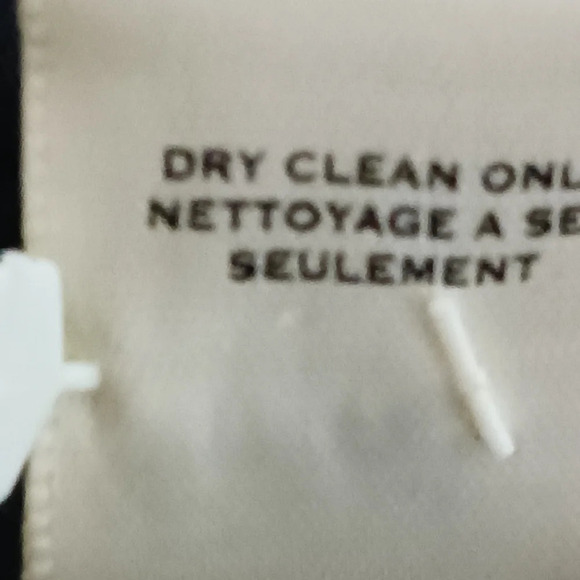 DRY CLEAN ONL
NETTOYAGE A SE
SEULEMENT